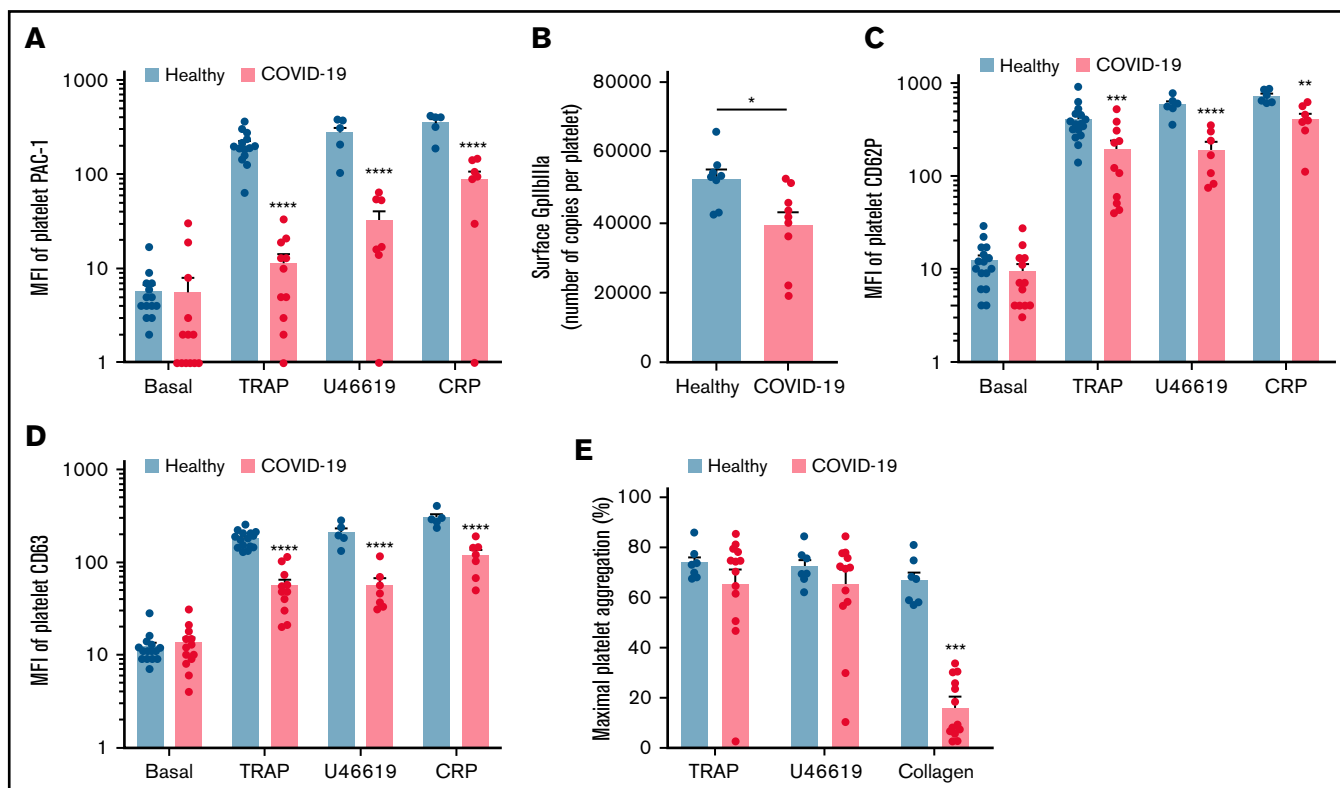 A
Healthy COVID-19
MFI of platelet PAC-1
1000
100
10
1
**** **** ****
Basal TRAP U46619 CRP
B
Surface GpIIbIIIa
(number of copies per platelet)
80000
60000
40000
20000
0
*
Healthy COVID-19
C
Healthy COVID-19
MFI of platelet CD62P
1000
100
10
1
*** **** **
Basal TRAP U46619 CRP
D
Healthy COVID-19
MFI of platelet CD63
1000
100
10
1
**** **** ****
Basal TRAP U46619 CRP
E
Healthy COVID-19
Maximal platelet aggregation (%)
100
80
60
40
20
0
***
TRAP U46619 Collagen